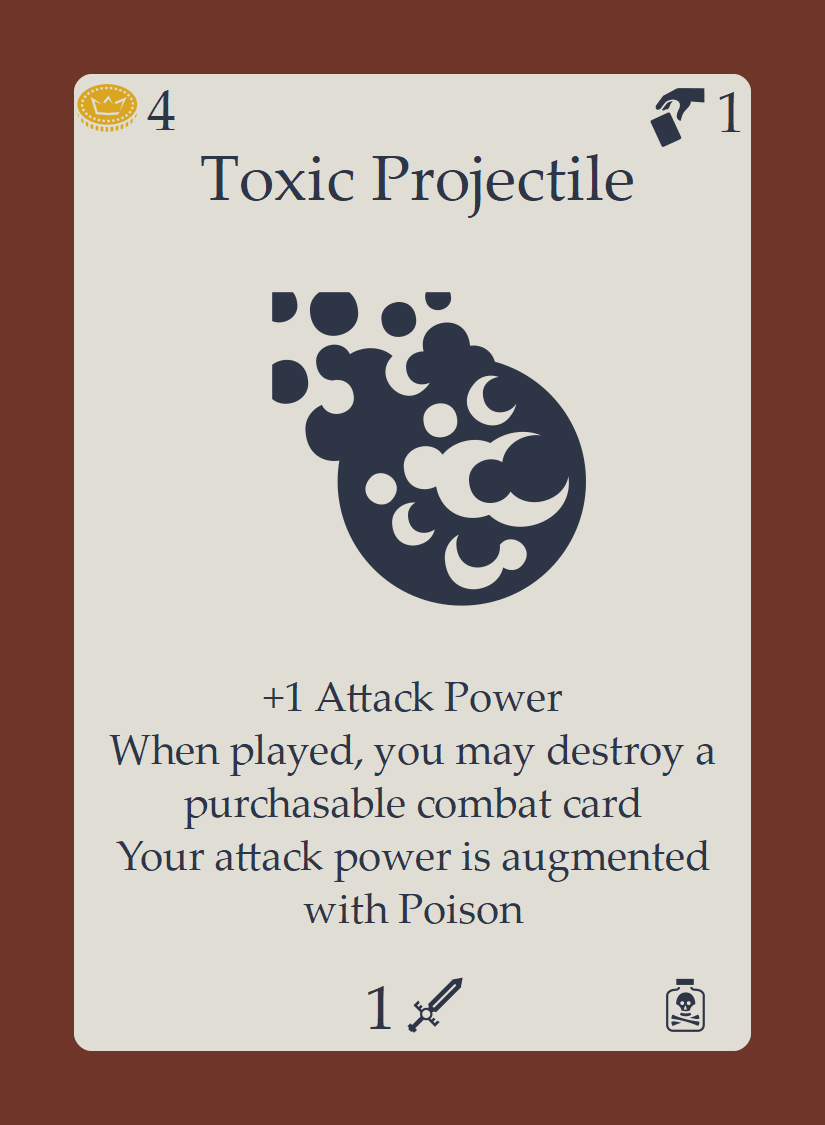 4
1
Toxic Projectile
+1 Attack Power
When played, you may destroy a
purchasable combat card
Your attack power is augmented
with Poison
1